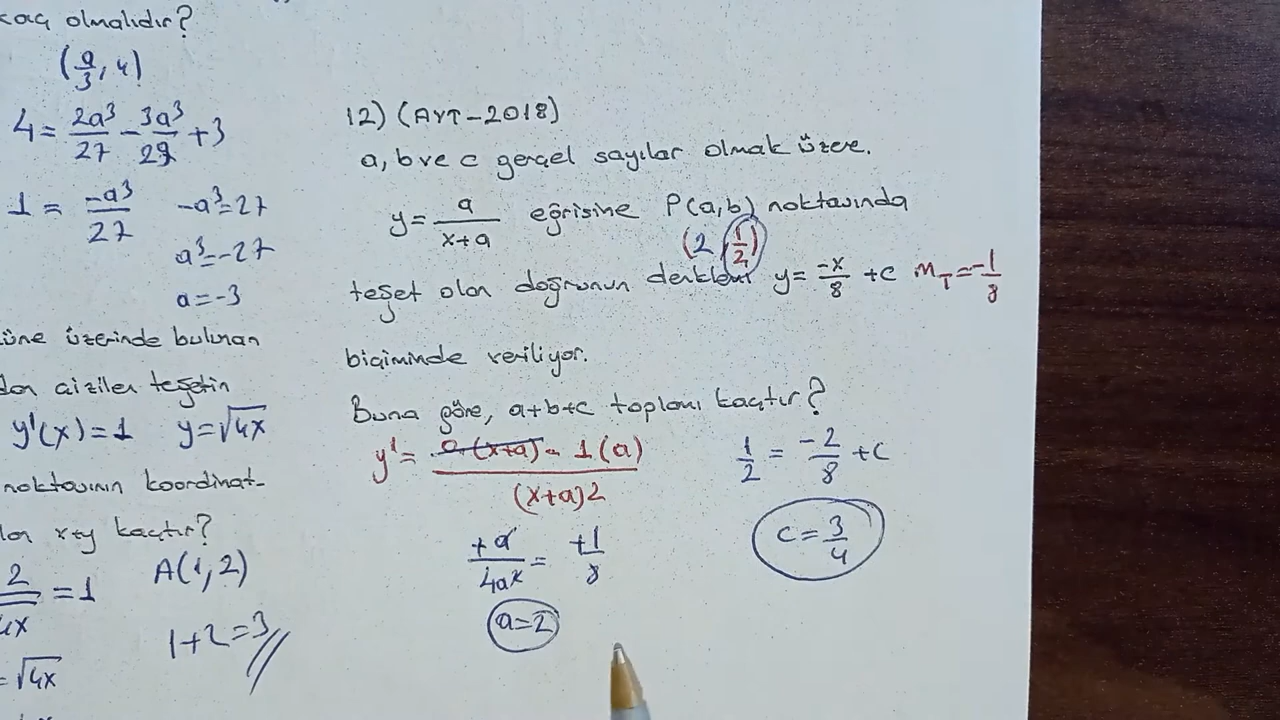 kaç olmalıdır?
(a/3, 4)
4 = 2a³/27 - 3a³/27 + 3
1 = -a³/27 -a³=27
a³=-27
a=-3
üzerinde bulunan
çizilen teğetin
y'(x)=1 y=√4x
noktasının koordinat-
x+y kaçtır?
2/ =1 A(1,2)
1+2=3//
=√4x
12) (AYT-2018)
a, b ve c gerçel sayılar olmak üzere.
y = a/(x+a) eğrisine P(a,b) noktasında
(2, 1/2)
teğet olan doğrunun denklemi y = -x/8 + c m_T = -1/8
biçiminde veriliyor.
Buna göre, a+b+c toplamı kaçtır?
y' = (0·(x+a) - 1(a))/(x+a)2
1/2 = -2/8 + c
+a/4a² = +1/8
c = 3/4
a=2